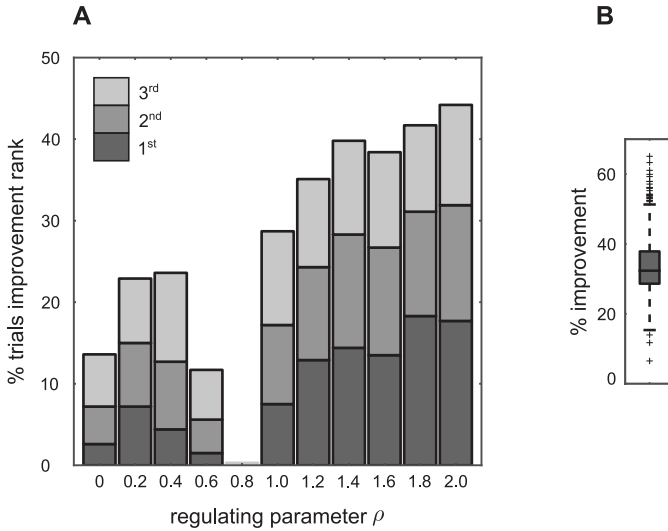 A
B
50
40
30
20
10
0
% trials improvement rank
3rd
2nd
1st
0 0.2 0.4 0.6 0.8 1.0 1.2 1.4 1.6 1.8 2.0
regulating parameter ρ
60
40
20
0
% improvement